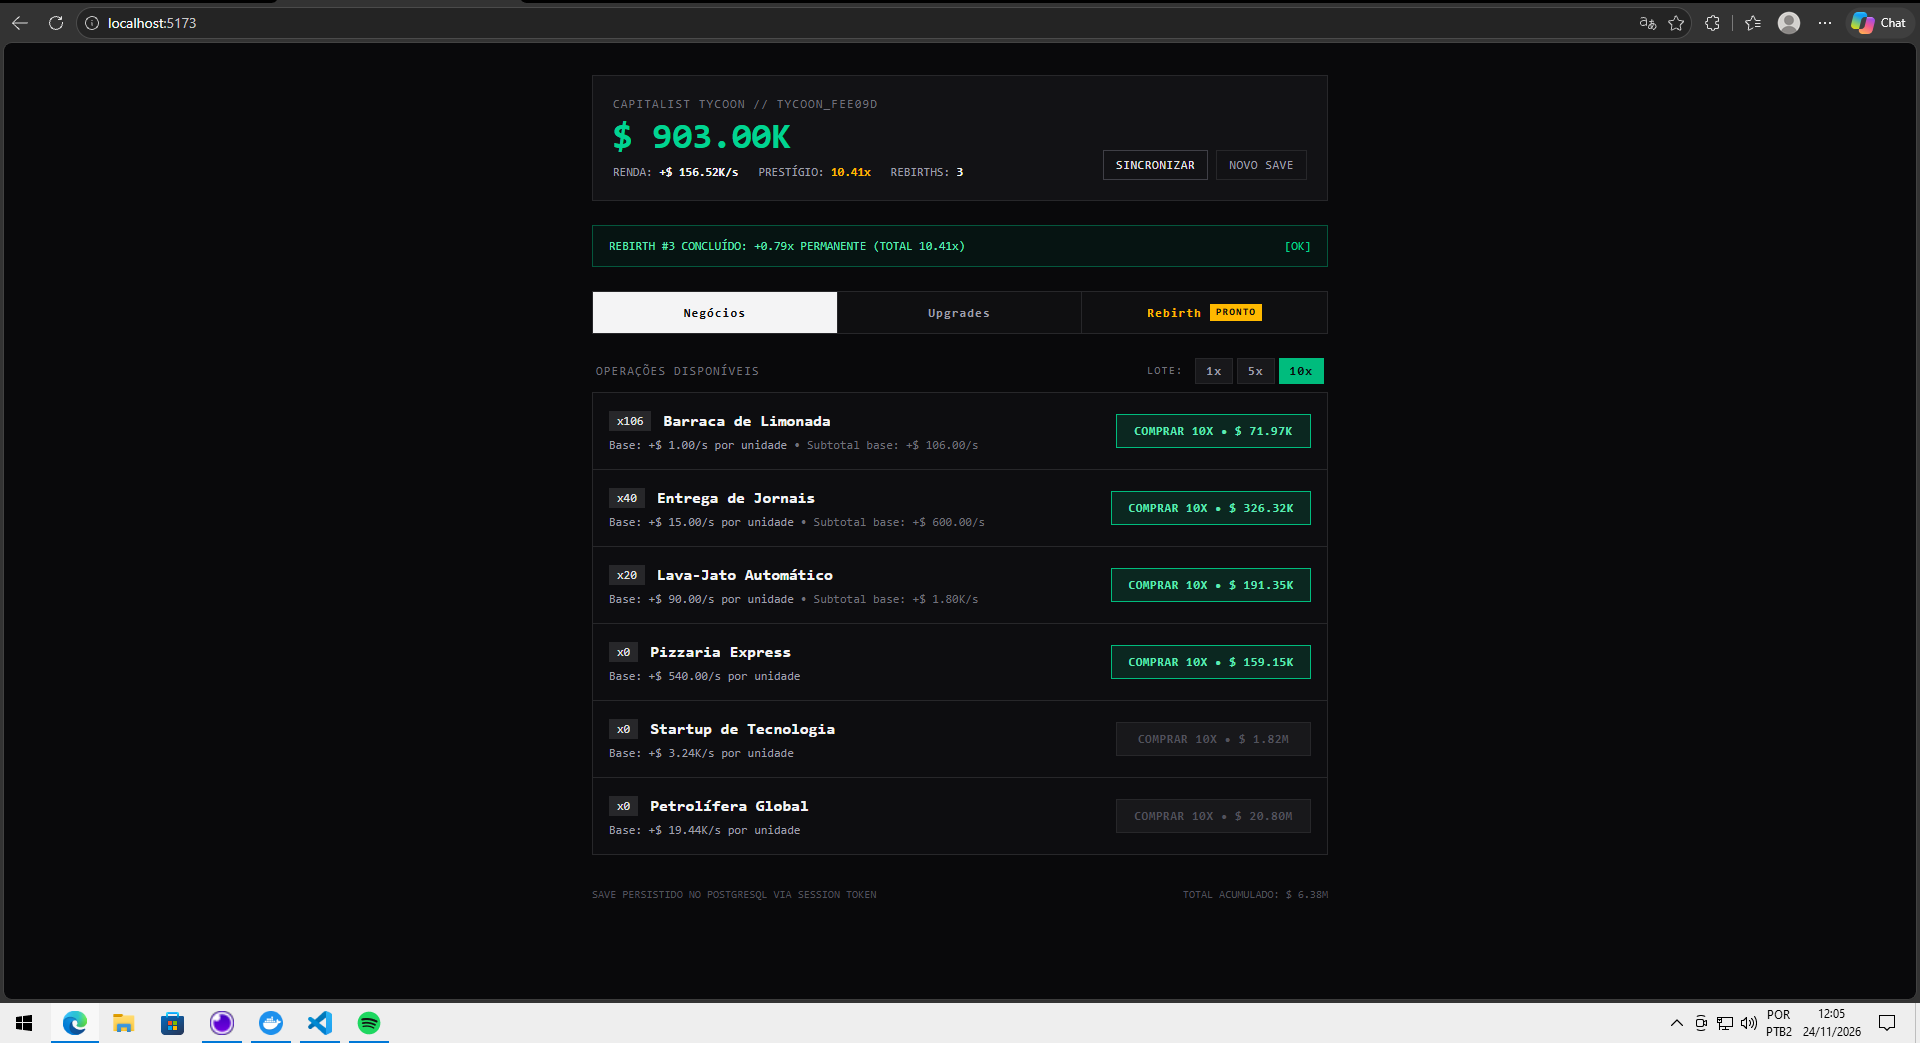 localhost:5173
Chat
CAPITALIST TYCOON // TYCOON_FEE09D
$ 903.00K
RENDA: +$ 156.52K/s PRESTÍGIO: 10.41x REBIRTHS: 3
SINCRONIZAR
NOVO SAVE
REBIRTH #3 CONCLUÍDO: +0.79x PERMANENTE (TOTAL 10.41x)
[OK]
Negócios
Upgrades
Rebirth PRONTO
OPERAÇÕES DISPONÍVEIS
LOTE: 1x 5x 10x
x106 Barraca de Limonada
Base: +$ 1.00/s por unidade • Subtotal base: +$ 106.00/s
COMPRAR 10X • $ 71.97K
x40 Entrega de Jornais
Base: +$ 15.00/s por unidade • Subtotal base: +$ 600.00/s
COMPRAR 10X • $ 326.32K
x20 Lava-Jato Automático
Base: +$ 90.00/s por unidade • Subtotal base: +$ 1.80K/s
COMPRAR 10X • $ 191.35K
x0 Pizzaria Express
Base: +$ 540.00/s por unidade
COMPRAR 10X • $ 159.15K
x0 Startup de Tecnologia
Base: +$ 3.24K/s por unidade
COMPRAR 10X • $ 1.82M
x0 Petrolífera Global
Base: +$ 19.44K/s por unidade
COMPRAR 10X • $ 20.80M
SAVE PERSISTIDO NO POSTGRESQL VIA SESSION TOKEN
TOTAL ACUMULADO: $ 6.38M
POR
PTB2
12:05
24/11/2026